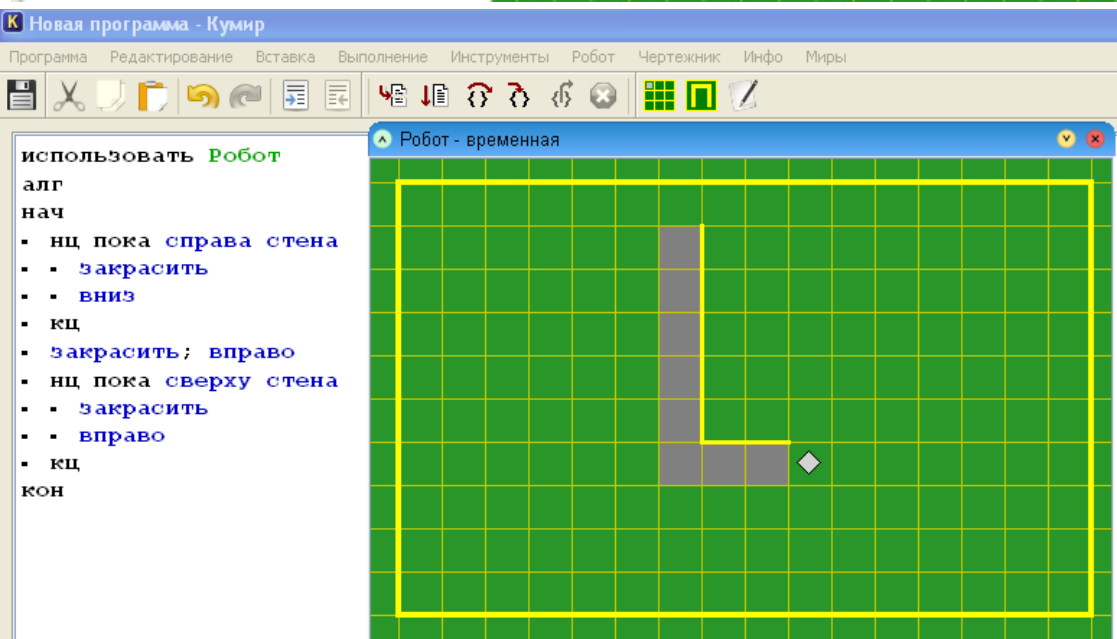 Новая программа - Кумир
Программа Редактирование Вставка Выполнение Инструменты Робот Чертежник Инфо Миры
Робот - временная
использовать Робот
алг
нач
▪ нц пока справа стена
▪ ▪ закрасить
▪ ▪ вниз
▪ кц
▪ закрасить; вправо
▪ нц пока сверху стена
▪ ▪ закрасить
▪ ▪ вправо
▪ кц
кон